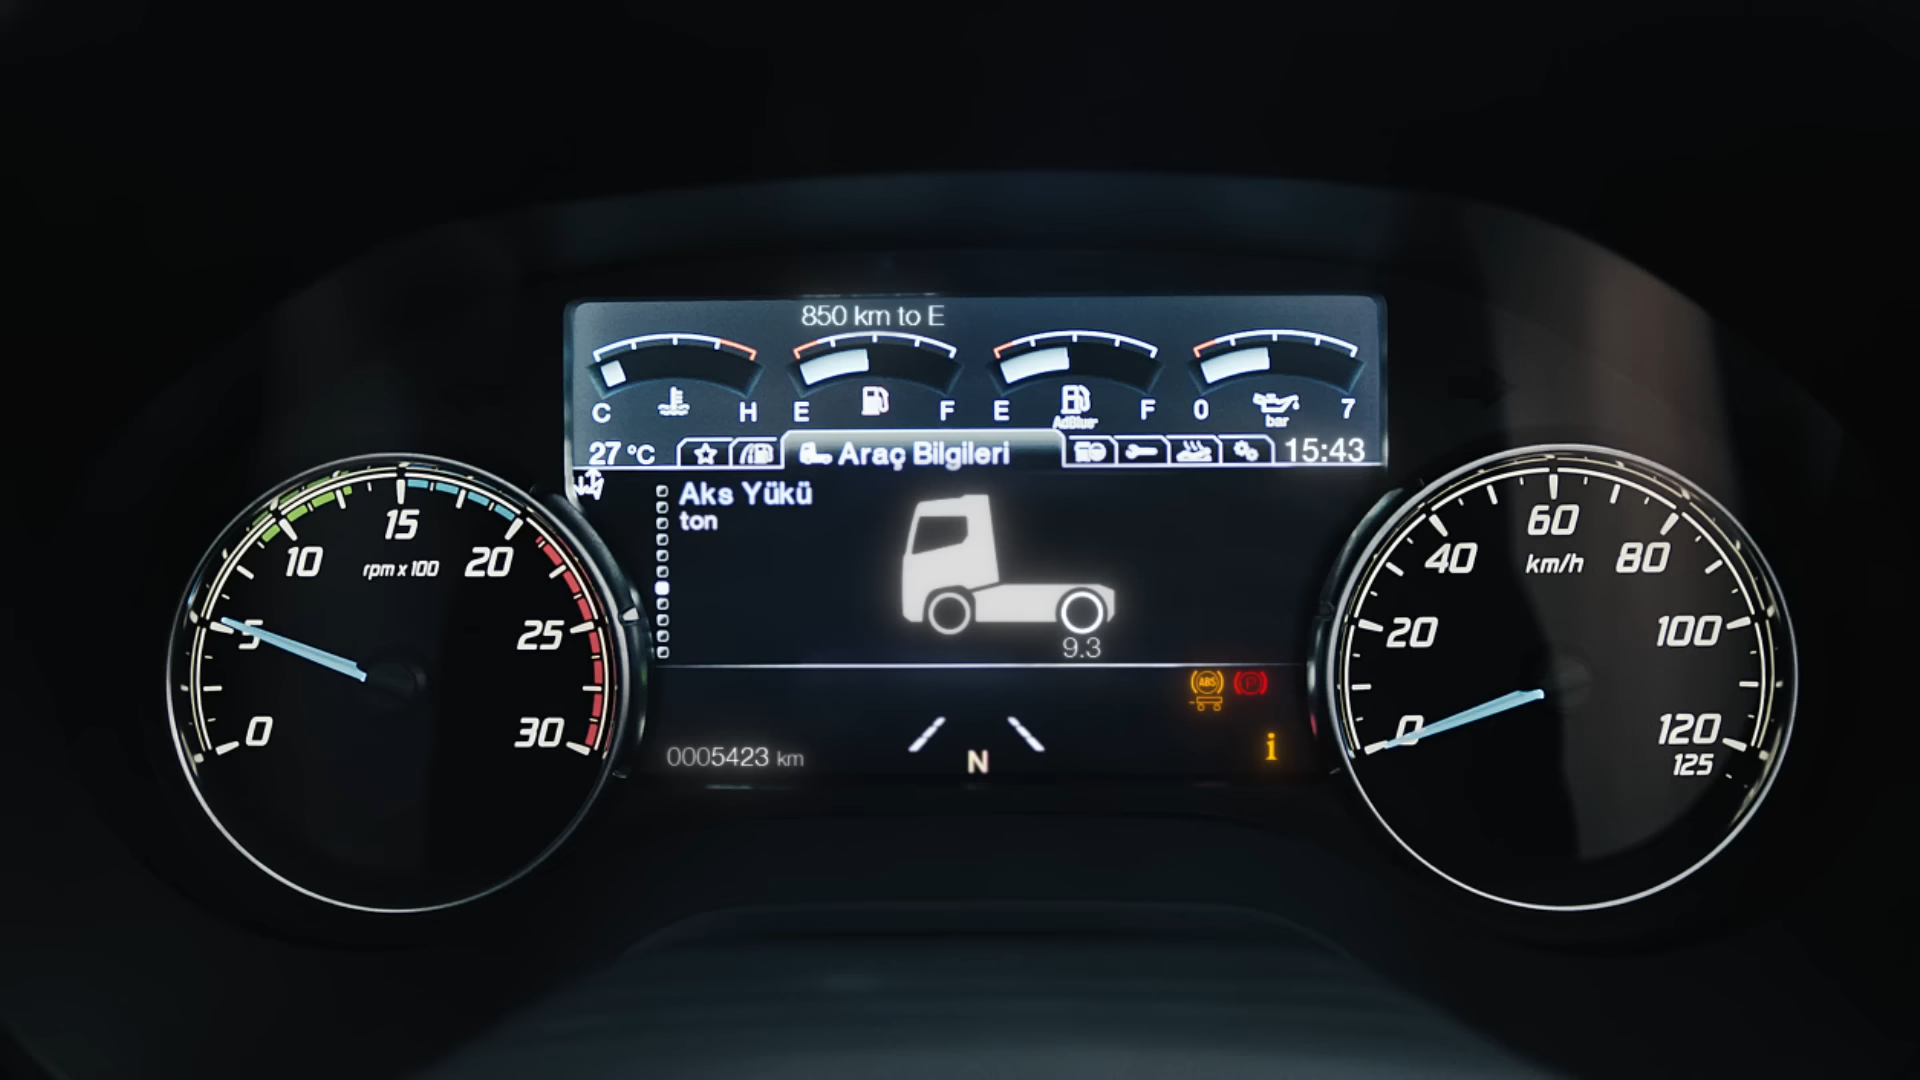 850 km to E
C H E F E F 0 7
AdBlue
bar
27 °C Araç Bilgileri 15:43
Aks Yükü
ton
9.3
ABS P
0005423 km
N
i
0 5 10 15 20 25 30
rpm x 100
0 20 40 60 80 100 120 125
km/h